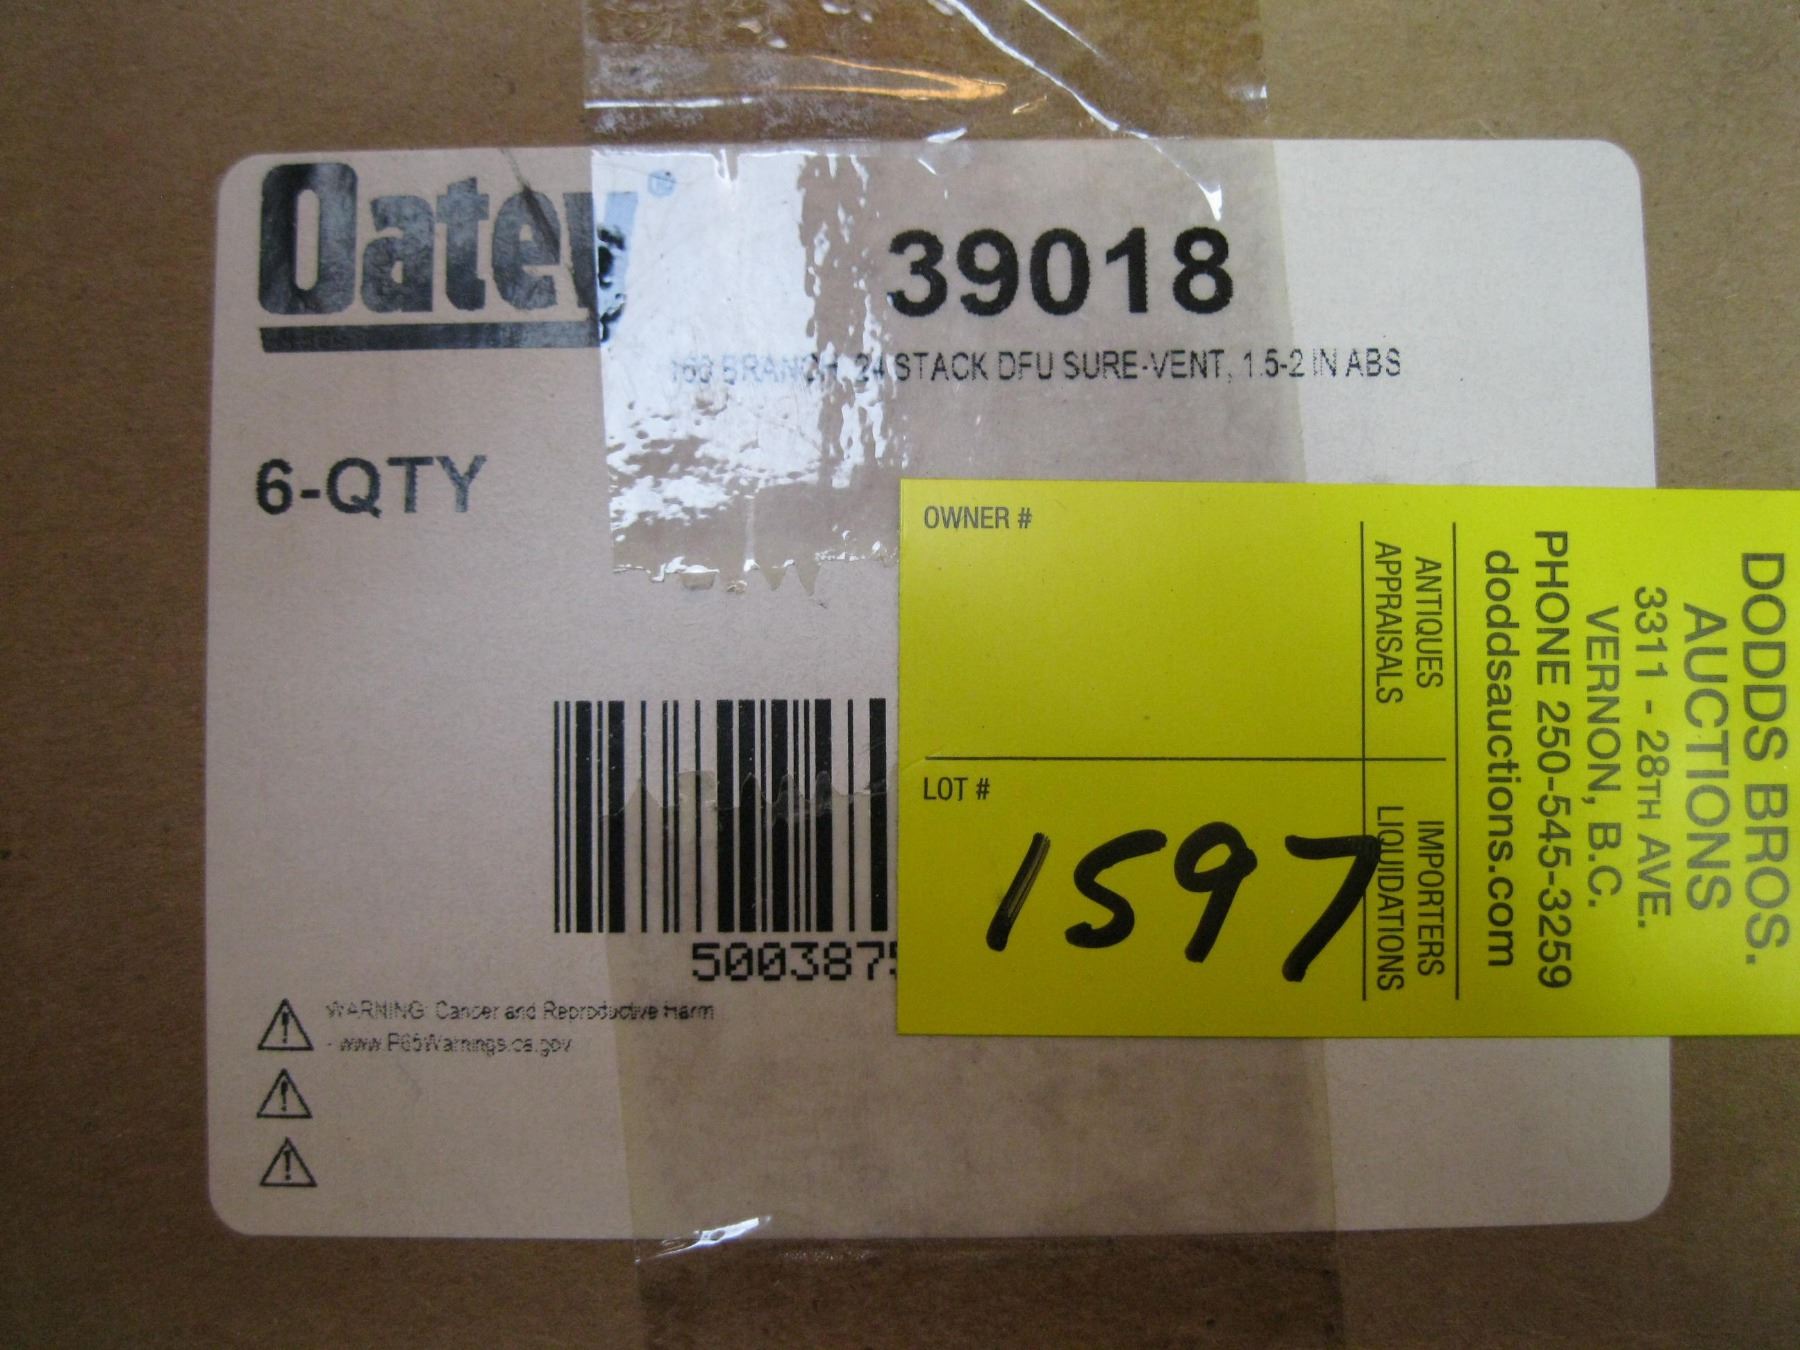 Oatey®
39018
160 BRANCH, 24 STACK DFU SURE-VENT, 1.5-2 IN ABS
6-QTY
500387
WARNING: Cancer and Reproductive Harm
- www.P65Warnings.ca.gov
OWNER #
LOT #
1597
ANTIQUES
APPRAISALS
IMPORTERS
LIQUIDATIONS
DODDS BROS.
AUCTIONS
3311 - 28TH AVE.
VERNON, B.C.
PHONE 250-545-3259
doddsauctions.com